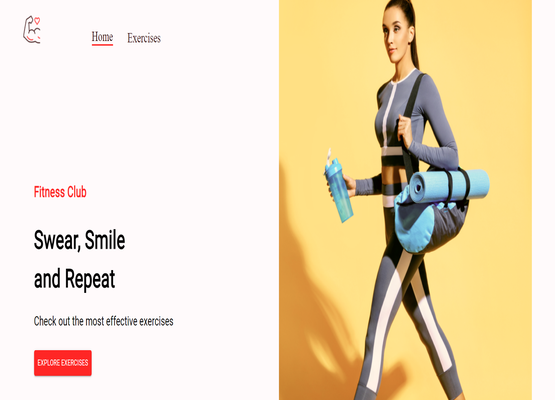 Home
Exercises
Fitness Club
Swear, Smile
and Repeat
Check out the most effective exercises
EXPLORE EXERCISES